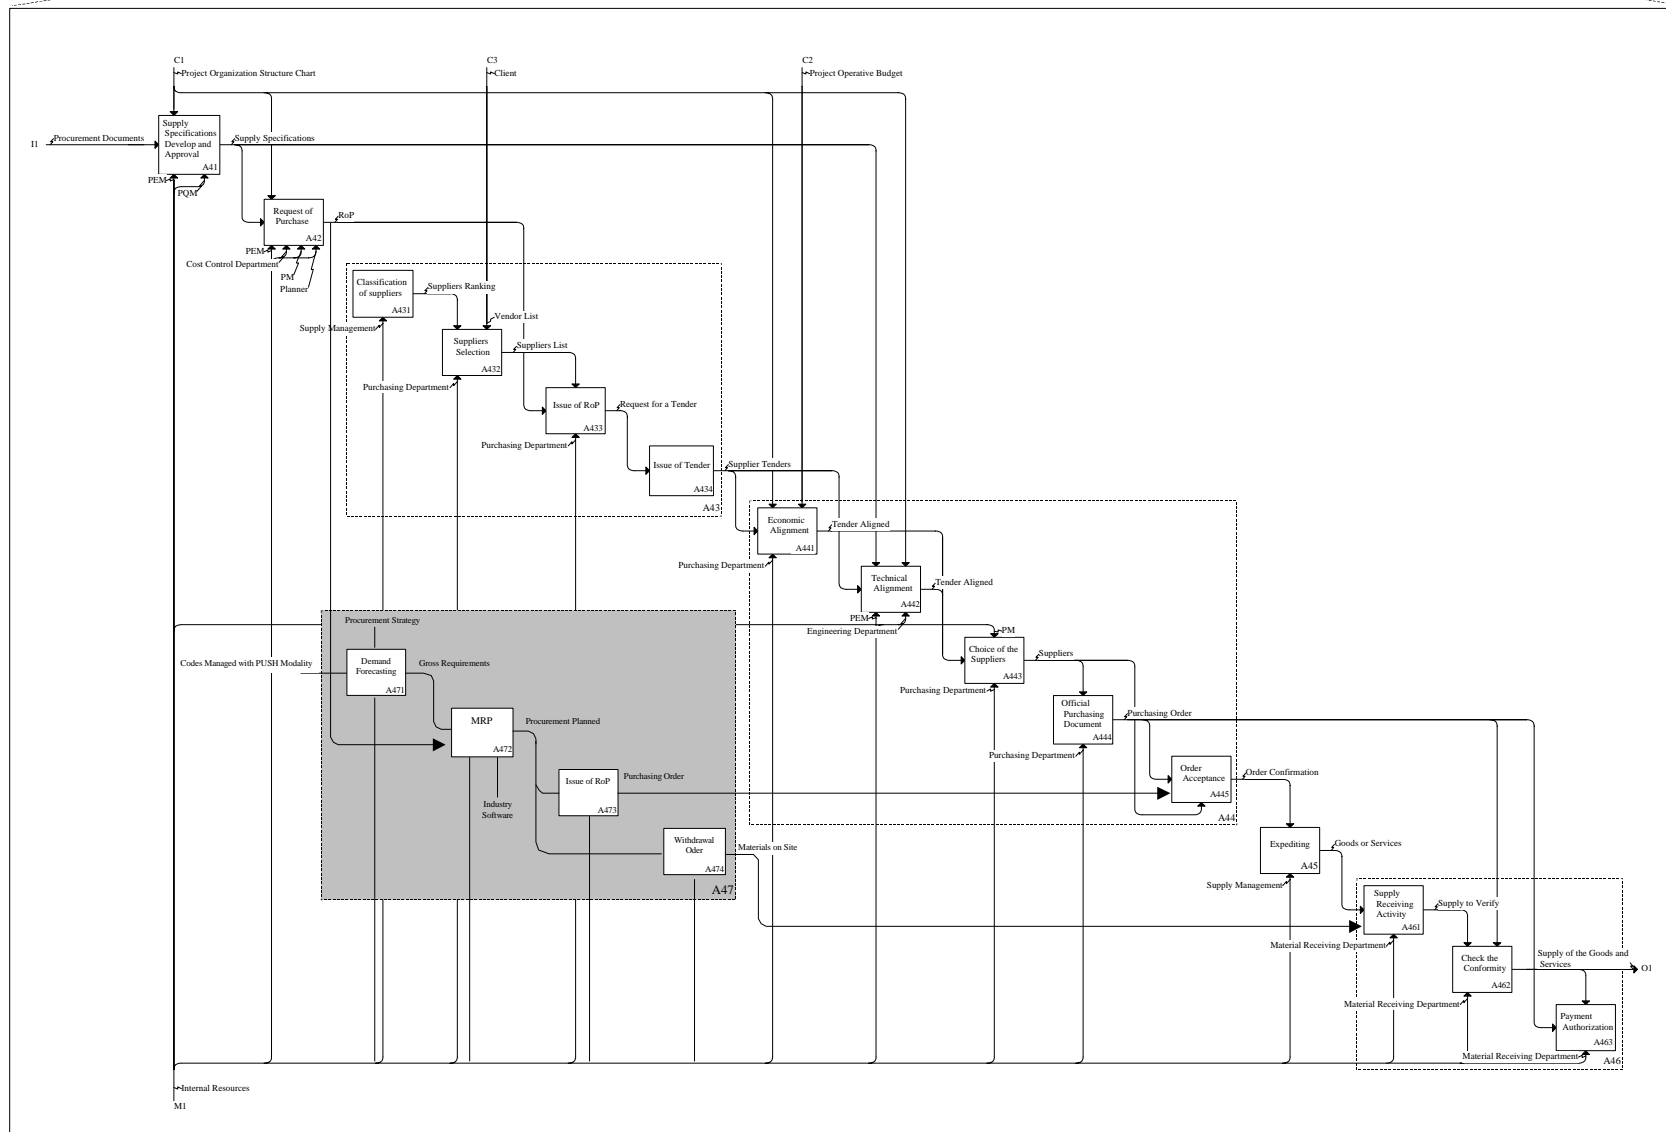 C1
Project Organization Structure Chart
C3
Client
C2
Project Operative Budget
I1
Procurement Documents
Supply
Specifications
Develop and
Approval
A41
Supply Specifications
PEM
PQM
Request of
Purchase
A42
RoP
PEM
Cost Control Department
PM
Planner
Classification
of suppliers
A431
Suppliers Ranking
Supply Management
Vendor List
Suppliers
Selection
A432
Suppliers List
Purchasing Department
Issue of RoP
A433
Request for a Tender
Purchasing Department
Issue of Tender
A434
Supplier Tenders
A43
Economic
Alignment
A441
Tender Aligned
Purchasing Department
Technical
Alignment
A442
Tender Aligned
PEM
Engineering Department
PM
Choice of the
Suppliers
A443
Suppliers
Purchasing Department
Official
Purchasing
Document
A444
Purchasing Order
Purchasing Department
Order
Acceptance
A445
Order Confirmation
A44
Procurement Strategy
Codes Managed with PUSH Modality
Demand
Forecasting
A471
Gross Requirements
MRP
A472
Procurement Planned
Industry
Software
Issue of RoP
A473
Purchasing Order
Withdrawal
Oder
A474
Materials on Site
A47
Expediting
A45
Goods or Services
Supply Management
Supply
Receiving
Activity
A461
Supply to Verify
Material Receiving Department
Check the
Conformity
A462
Supply of the Goods and
Services
O1
Material Receiving Department
Payment
Authorization
A463
Material Receiving Department
A46
Internal Resources
M1